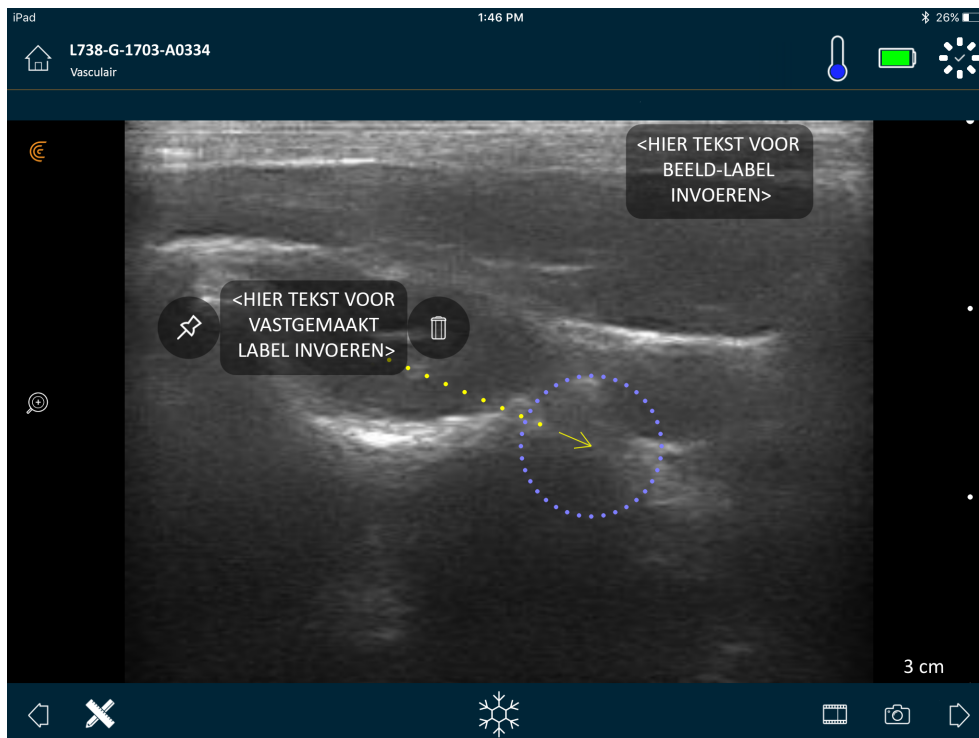 iPad 1:46 PM 26%
L738-G-1703-A0334
Vasculair
<HIER TEKST VOOR
BEELD-LABEL
INVOEREN>
<HIER TEKST VOOR
VASTGEMAAKT
LABEL INVOEREN>
3 cm